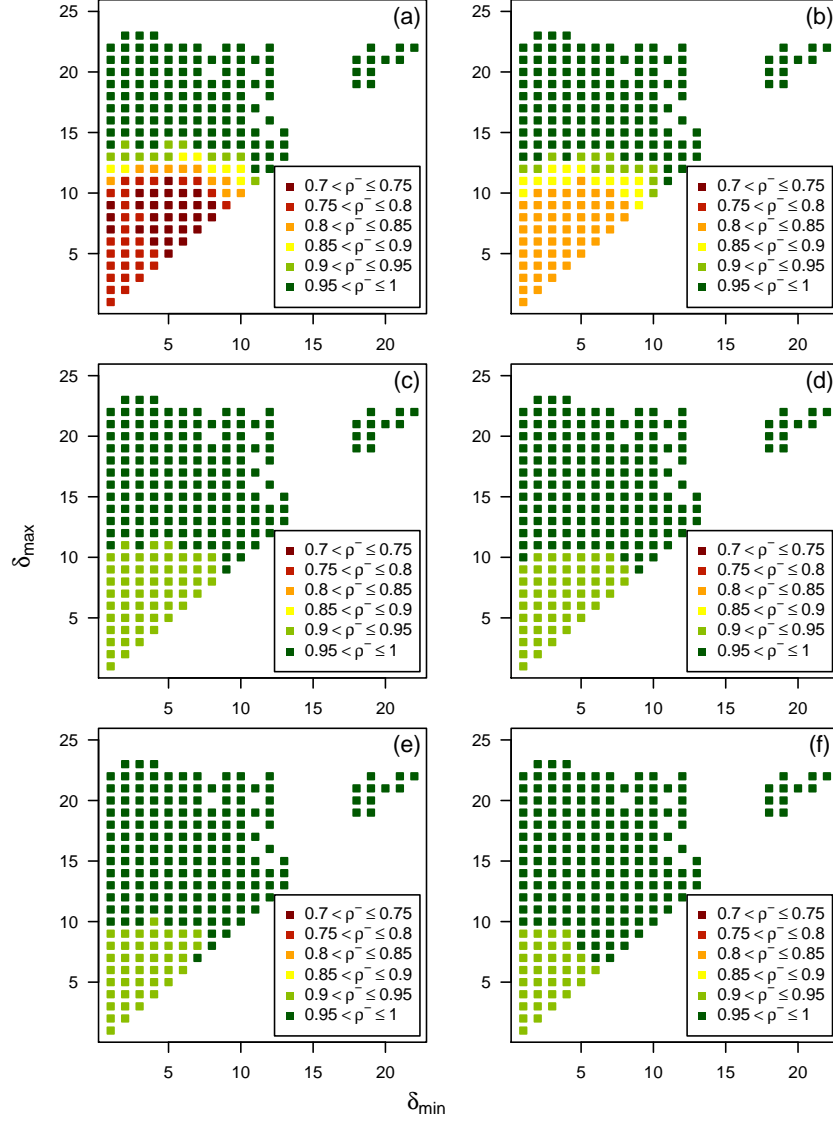 (a)
25
20
15
10
5
0.7 < ρ⁻ ≤ 0.75
0.75 < ρ⁻ ≤ 0.8
0.8 < ρ⁻ ≤ 0.85
0.85 < ρ⁻ ≤ 0.9
0.9 < ρ⁻ ≤ 0.95
0.95 < ρ⁻ ≤ 1
5 10 15 20
(b)
20
15
10
5
0.7 < ρ⁻ ≤ 0.75
0.75 < ρ⁻ ≤ 0.8
0.8 < ρ⁻ ≤ 0.85
0.85 < ρ⁻ ≤ 0.9
0.9 < ρ⁻ ≤ 0.95
0.95 < ρ⁻ ≤ 1
5 10 15 20
(c)
25
20
15
10
5
0.7 < ρ⁻ ≤ 0.75
0.75 < ρ⁻ ≤ 0.8
0.8 < ρ⁻ ≤ 0.85
0.85 < ρ⁻ ≤ 0.9
0.9 < ρ⁻ ≤ 0.95
0.95 < ρ⁻ ≤ 1
5 10 15 20
δmax
(d)
25
20
15
10
5
0.7 < ρ⁻ ≤ 0.75
0.75 < ρ⁻ ≤ 0.8
0.8 < ρ⁻ ≤ 0.85
0.85 < ρ⁻ ≤ 0.9
0.9 < ρ⁻ ≤ 0.95
0.95 < ρ⁻ ≤ 1
5 10 15 20
(e)
25
20
15
10
5
0.7 < ρ⁻ ≤ 0.75
0.75 < ρ⁻ ≤ 0.8
0.8 < ρ⁻ ≤ 0.85
0.85 < ρ⁻ ≤ 0.9
0.9 < ρ⁻ ≤ 0.95
0.95 < ρ⁻ ≤ 1
5 10 15 20
(f)
25
20
15
10
5
0.7 < ρ⁻ ≤ 0.75
0.75 < ρ⁻ ≤ 0.8
0.8 < ρ⁻ ≤ 0.85
0.85 < ρ⁻ ≤ 0.9
0.9 < ρ⁻ ≤ 0.95
0.95 < ρ⁻ ≤ 1
5 10 15 20
δmin